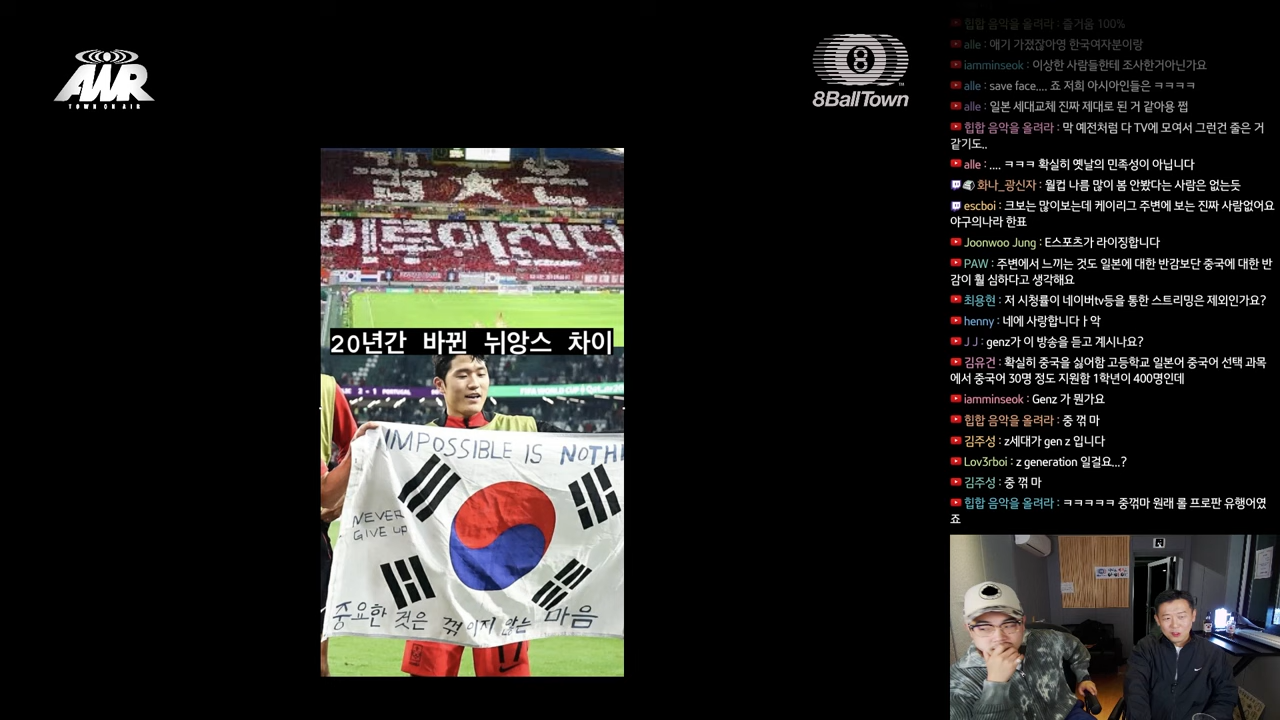 AIR
TOWN ON AIR
8
8Ball Town
꿈★은
이루어진다
20년간 바뀐 뉘앙스 차이
2 - 1 PORTUGAL
FIFA WORLD CUP
IMPOSSIBLE IS NOTHI
NEVER
GIVE UP
중요한 것은 꺾이지 않는 마음
17
힙합 음악을 올려라 : 즐거움 100%
alle : 애기 가졌잖아영 한국여자분이랑
iamminseok : 이상한 사람들한테 조사한거아닌가요
alle : save face.... 죠 저희 아시아인들은 ㅋㅋㅋㅋ
alle : 일본 세대교체 진짜 제대로 된 거 같아용 쩝
힙합 음악을 올려라 : 막 예전처럼 다 TV에 모여서 그런건 줄은 거
같기도..
alle : .... ㅋㅋㅋ 확실히 옛날의 민족성이 아닙니다
화나_광신자 : 월컵 나름 많이 봄 안봤다는 사람은 없는듯
escboi : 크보는 많이보는데 케이리그 주변에 보는 진짜 사람없어요
야구의나라 한표
Joonwoo Jung : E스포츠가 라이징합니다
PAW : 주변에서 느끼는 것도 일본에 대한 반감보단 중국에 대한 반
감이 훨 심하다고 생각해요
최용현 : 저 시청률이 네이버tv등을 통한 스트리밍은 제외인가요?
henny : 네에 사랑합니다ㅏ악
JJ : genz가 이 방송을 듣고 계시나요?
김유건 : 확실히 중국을 싫어함 고등학교 일본어 중국어 선택 과목
에서 중국어 30명 정도 지원함 1학년이 400명인데
iamminseok : Genz 가 뭔가요
힙합 음악을 올려라 : 중 꺾 마
김주성 : z세대가 gen z 입니다
Lov3rboi : z generation 일걸요...?
김주성 : 중 꺾 마
힙합 음악을 올려라 : ㅋㅋㅋㅋㅋ 중꺾마 원래 롤 프로판 유행어였
죠